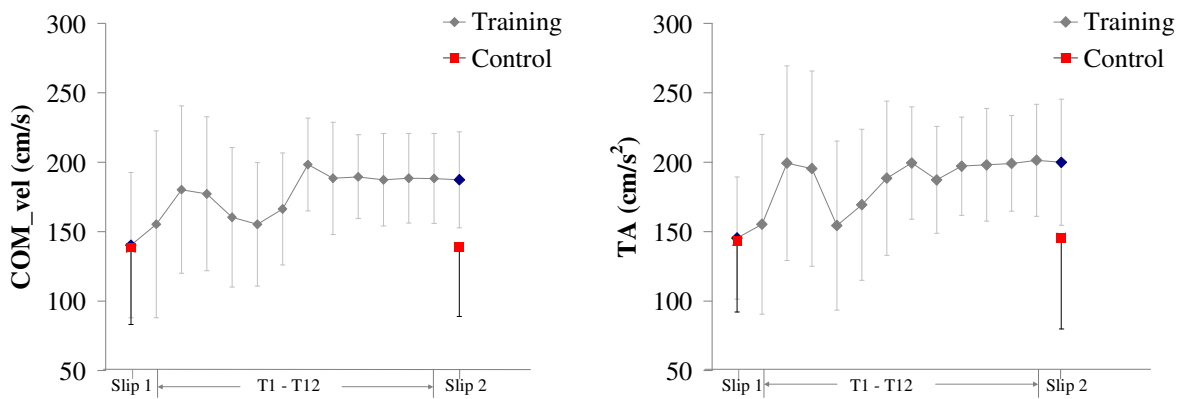 COM_vel (cm/s)
300
250
200
150
100
50
Training
Control
Slip 1
T1 - T12
Slip 2
TA (cm/s²)
300
250
200
150
100
50
Training
Control
Slip 1
T1 - T12
Slip 2